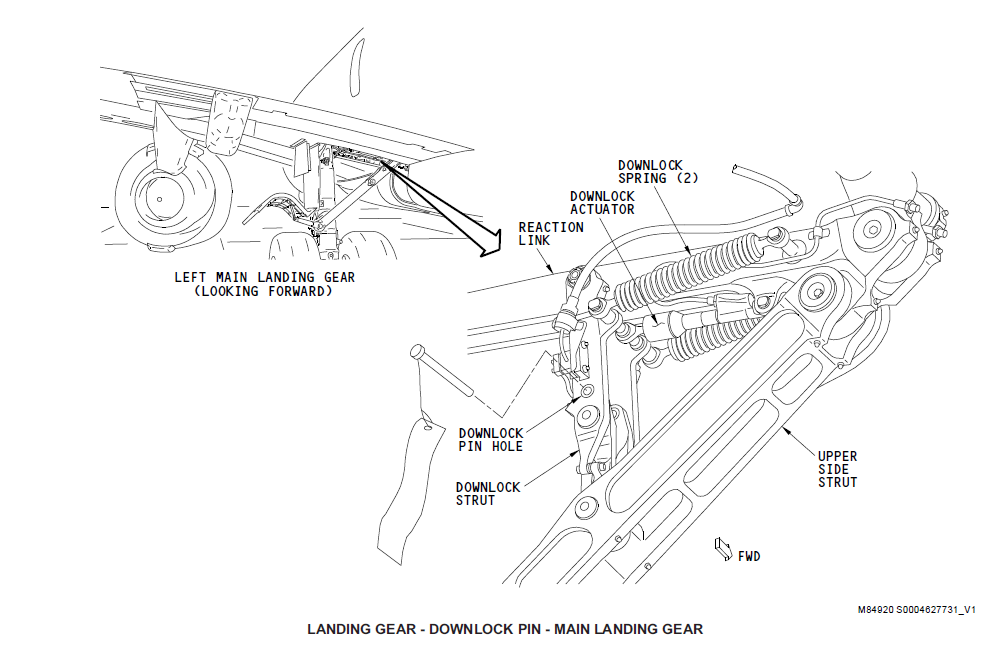 DOWNLOCK
SPRING (2)
DOWNLOCK
ACTUATOR
REACTION
LINK
LEFT MAIN LANDING GEAR
(LOOKING FORWARD)
DOWNLOCK
PIN HOLE
DOWNLOCK
STRUT
UPPER
SIDE
STRUT
FWD
M84920 S0004627731_V1
LANDING GEAR - DOWNLOCK PIN - MAIN LANDING GEAR